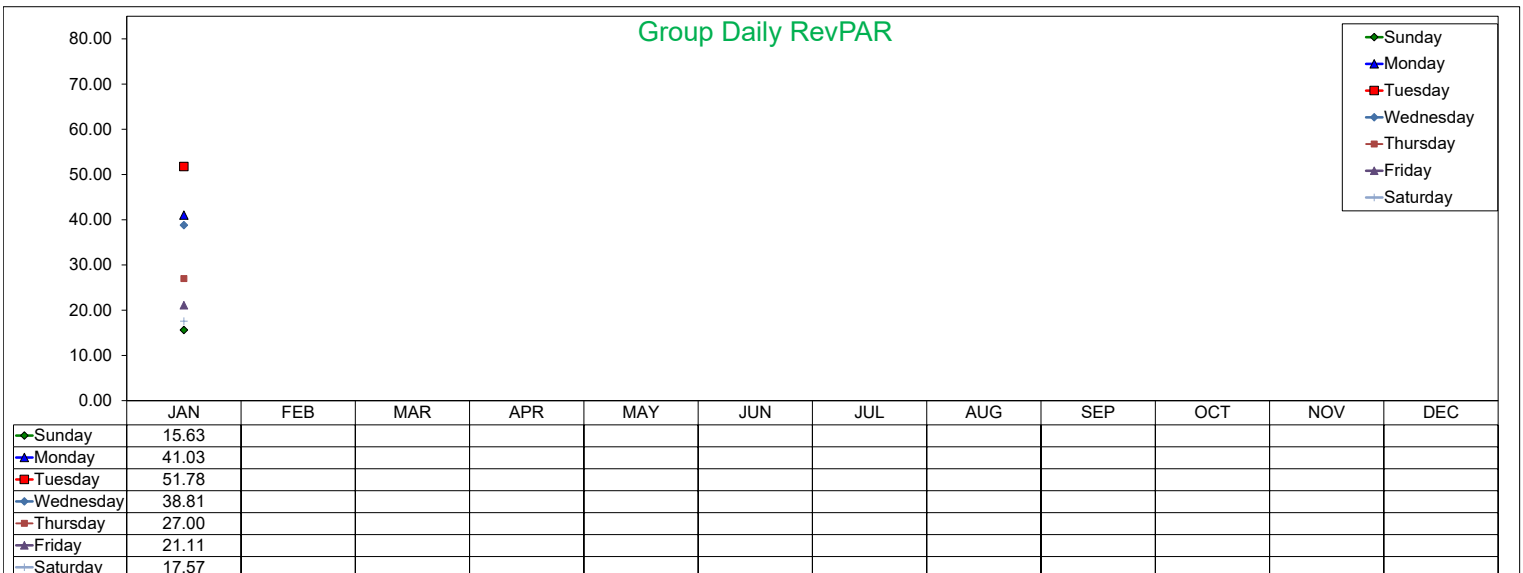 Group Daily RevPAR
80.00
70.00
60.00
50.00
40.00
30.00
20.00
10.00
0.00
Sunday
Monday
Tuesday
Wednesday
Thursday
Friday
Saturday
JAN FEB MAR APR MAY JUN JUL AUG SEP OCT NOV DEC
Sunday 15.63
Monday 41.03
Tuesday 51.78
Wednesday 38.81
Thursday 27.00
Friday 21.11
Saturday 17.57